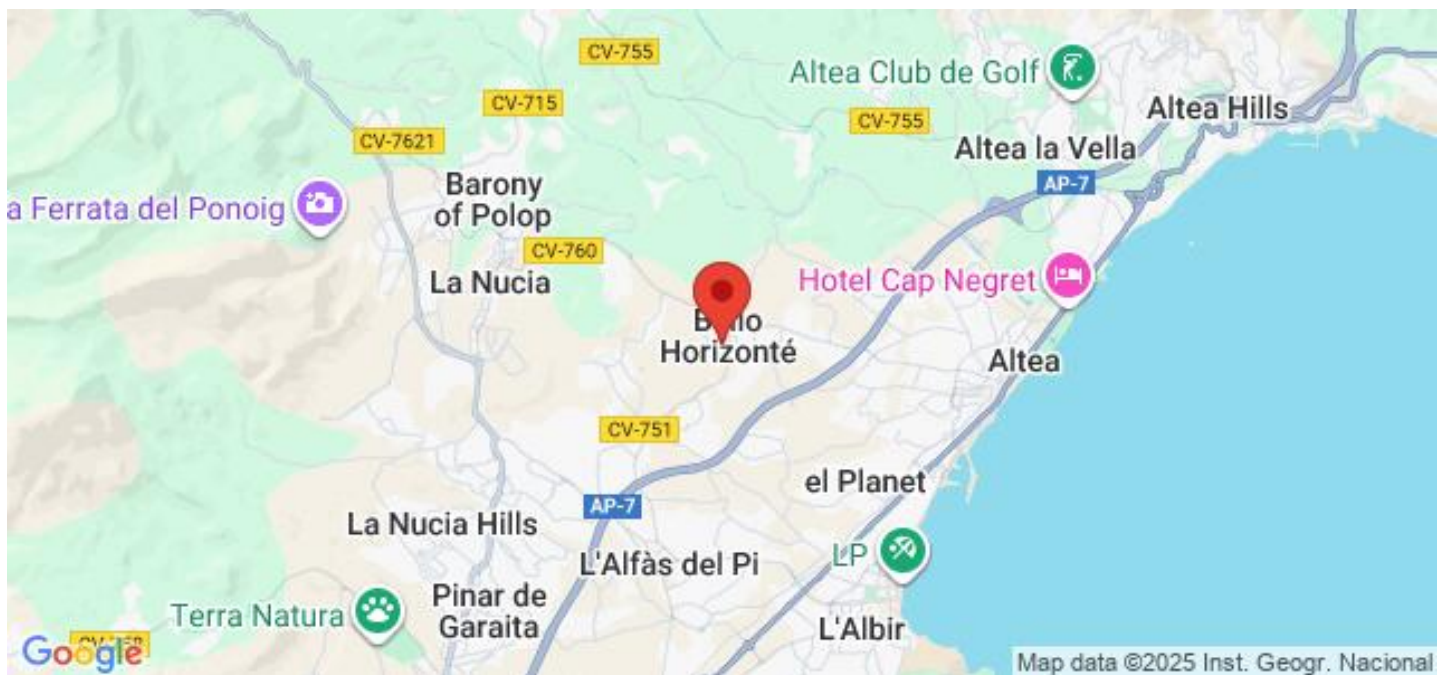 CV-755
Altea Club de Golf
Altea Hills
CV-715
CV-755
CV-7621
Altea la Vella
AP-7
Barony
of Polop
a Ferrata del Ponoig
CV-760
La Nucia
Hotel Cap Negret
Horizonté
Altea
CV-751
el Planet
AP-7
La Nucia Hills
LP
L'Alfàs del Pi
Pinar de
Garaita
Terra Natura
L'Albir
Google
Map data ©2025 Inst. Geogr. Nacional